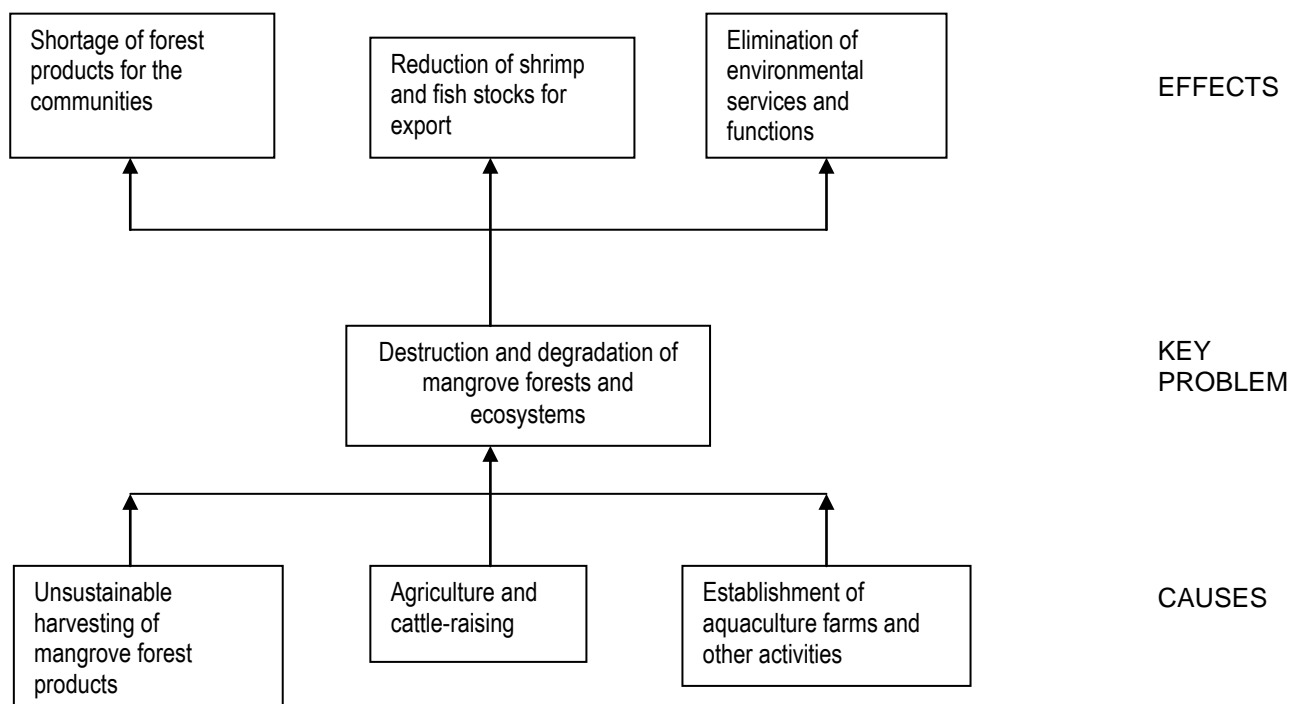 Shortage of forest
products for the
communities
Reduction of shrimp
and fish stocks for
export
Elimination of
environmental
services and
functions
EFFECTS
Destruction and degradation of
mangrove forests and
ecosystems
KEY
PROBLEM
Unsustainable
harvesting of
mangrove forest
products
Agriculture and
cattle-raising
Establishment of
aquaculture farms and
other activities
CAUSES